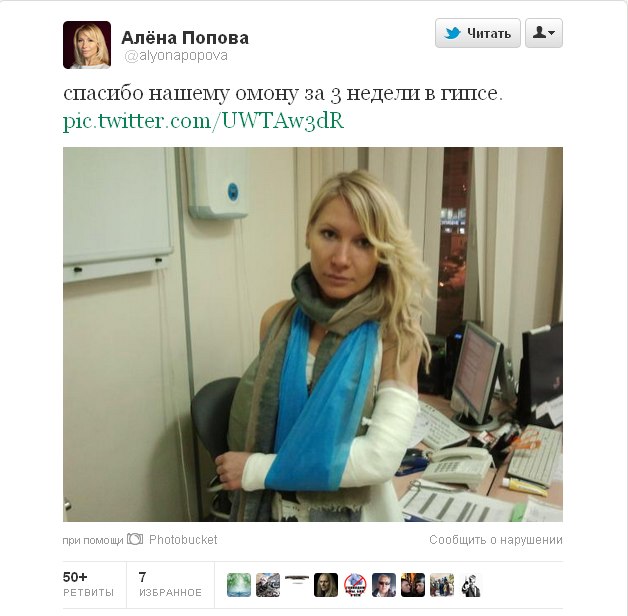 Алёна Попова
@alyonapopova
Читать
спасибо нашему омону за 3 недели в гипсе.
pic.twitter.com/UWTAw3dR
при помощи Photobucket
Сообщить о нарушении
50+
РЕТВИТЫ
7
ИЗБРАННОЕ